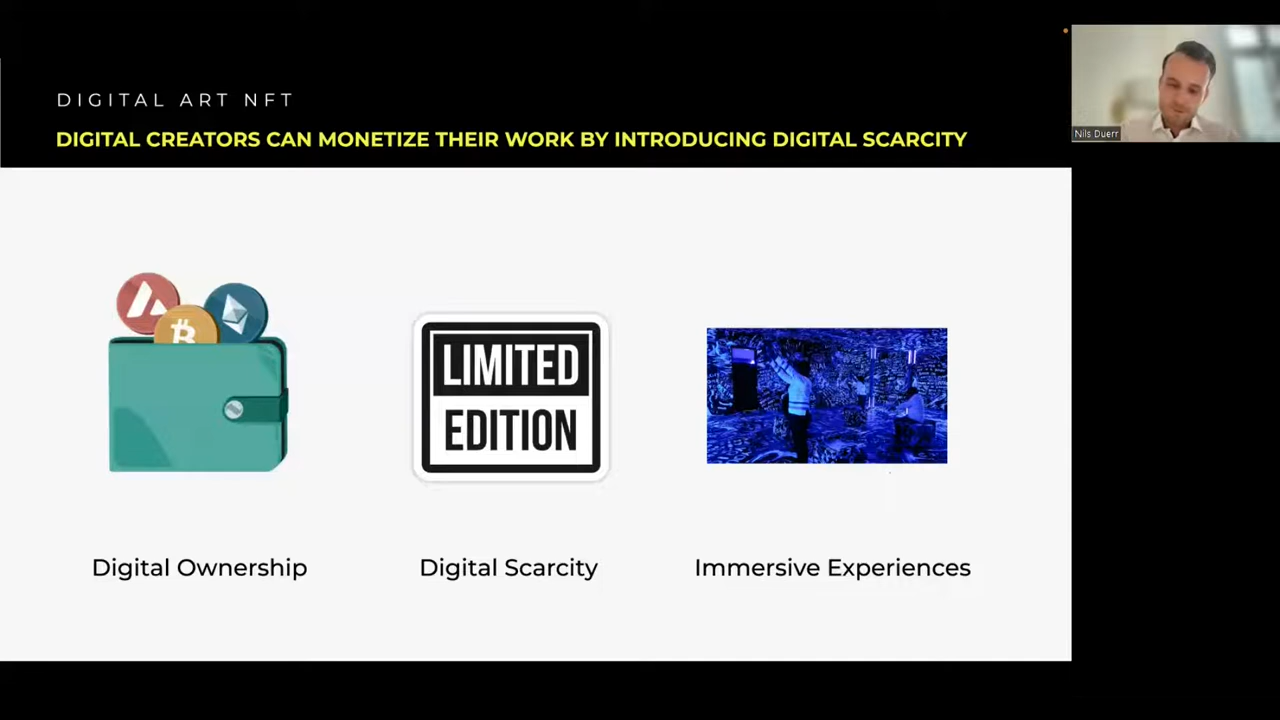 DIGITAL ART NFT
DIGITAL CREATORS CAN MONETIZE THEIR WORK BY INTRODUCING DIGITAL SCARCITY
Nils Duerr
LIMITED
EDITION
Digital Ownership
Digital Scarcity
Immersive Experiences